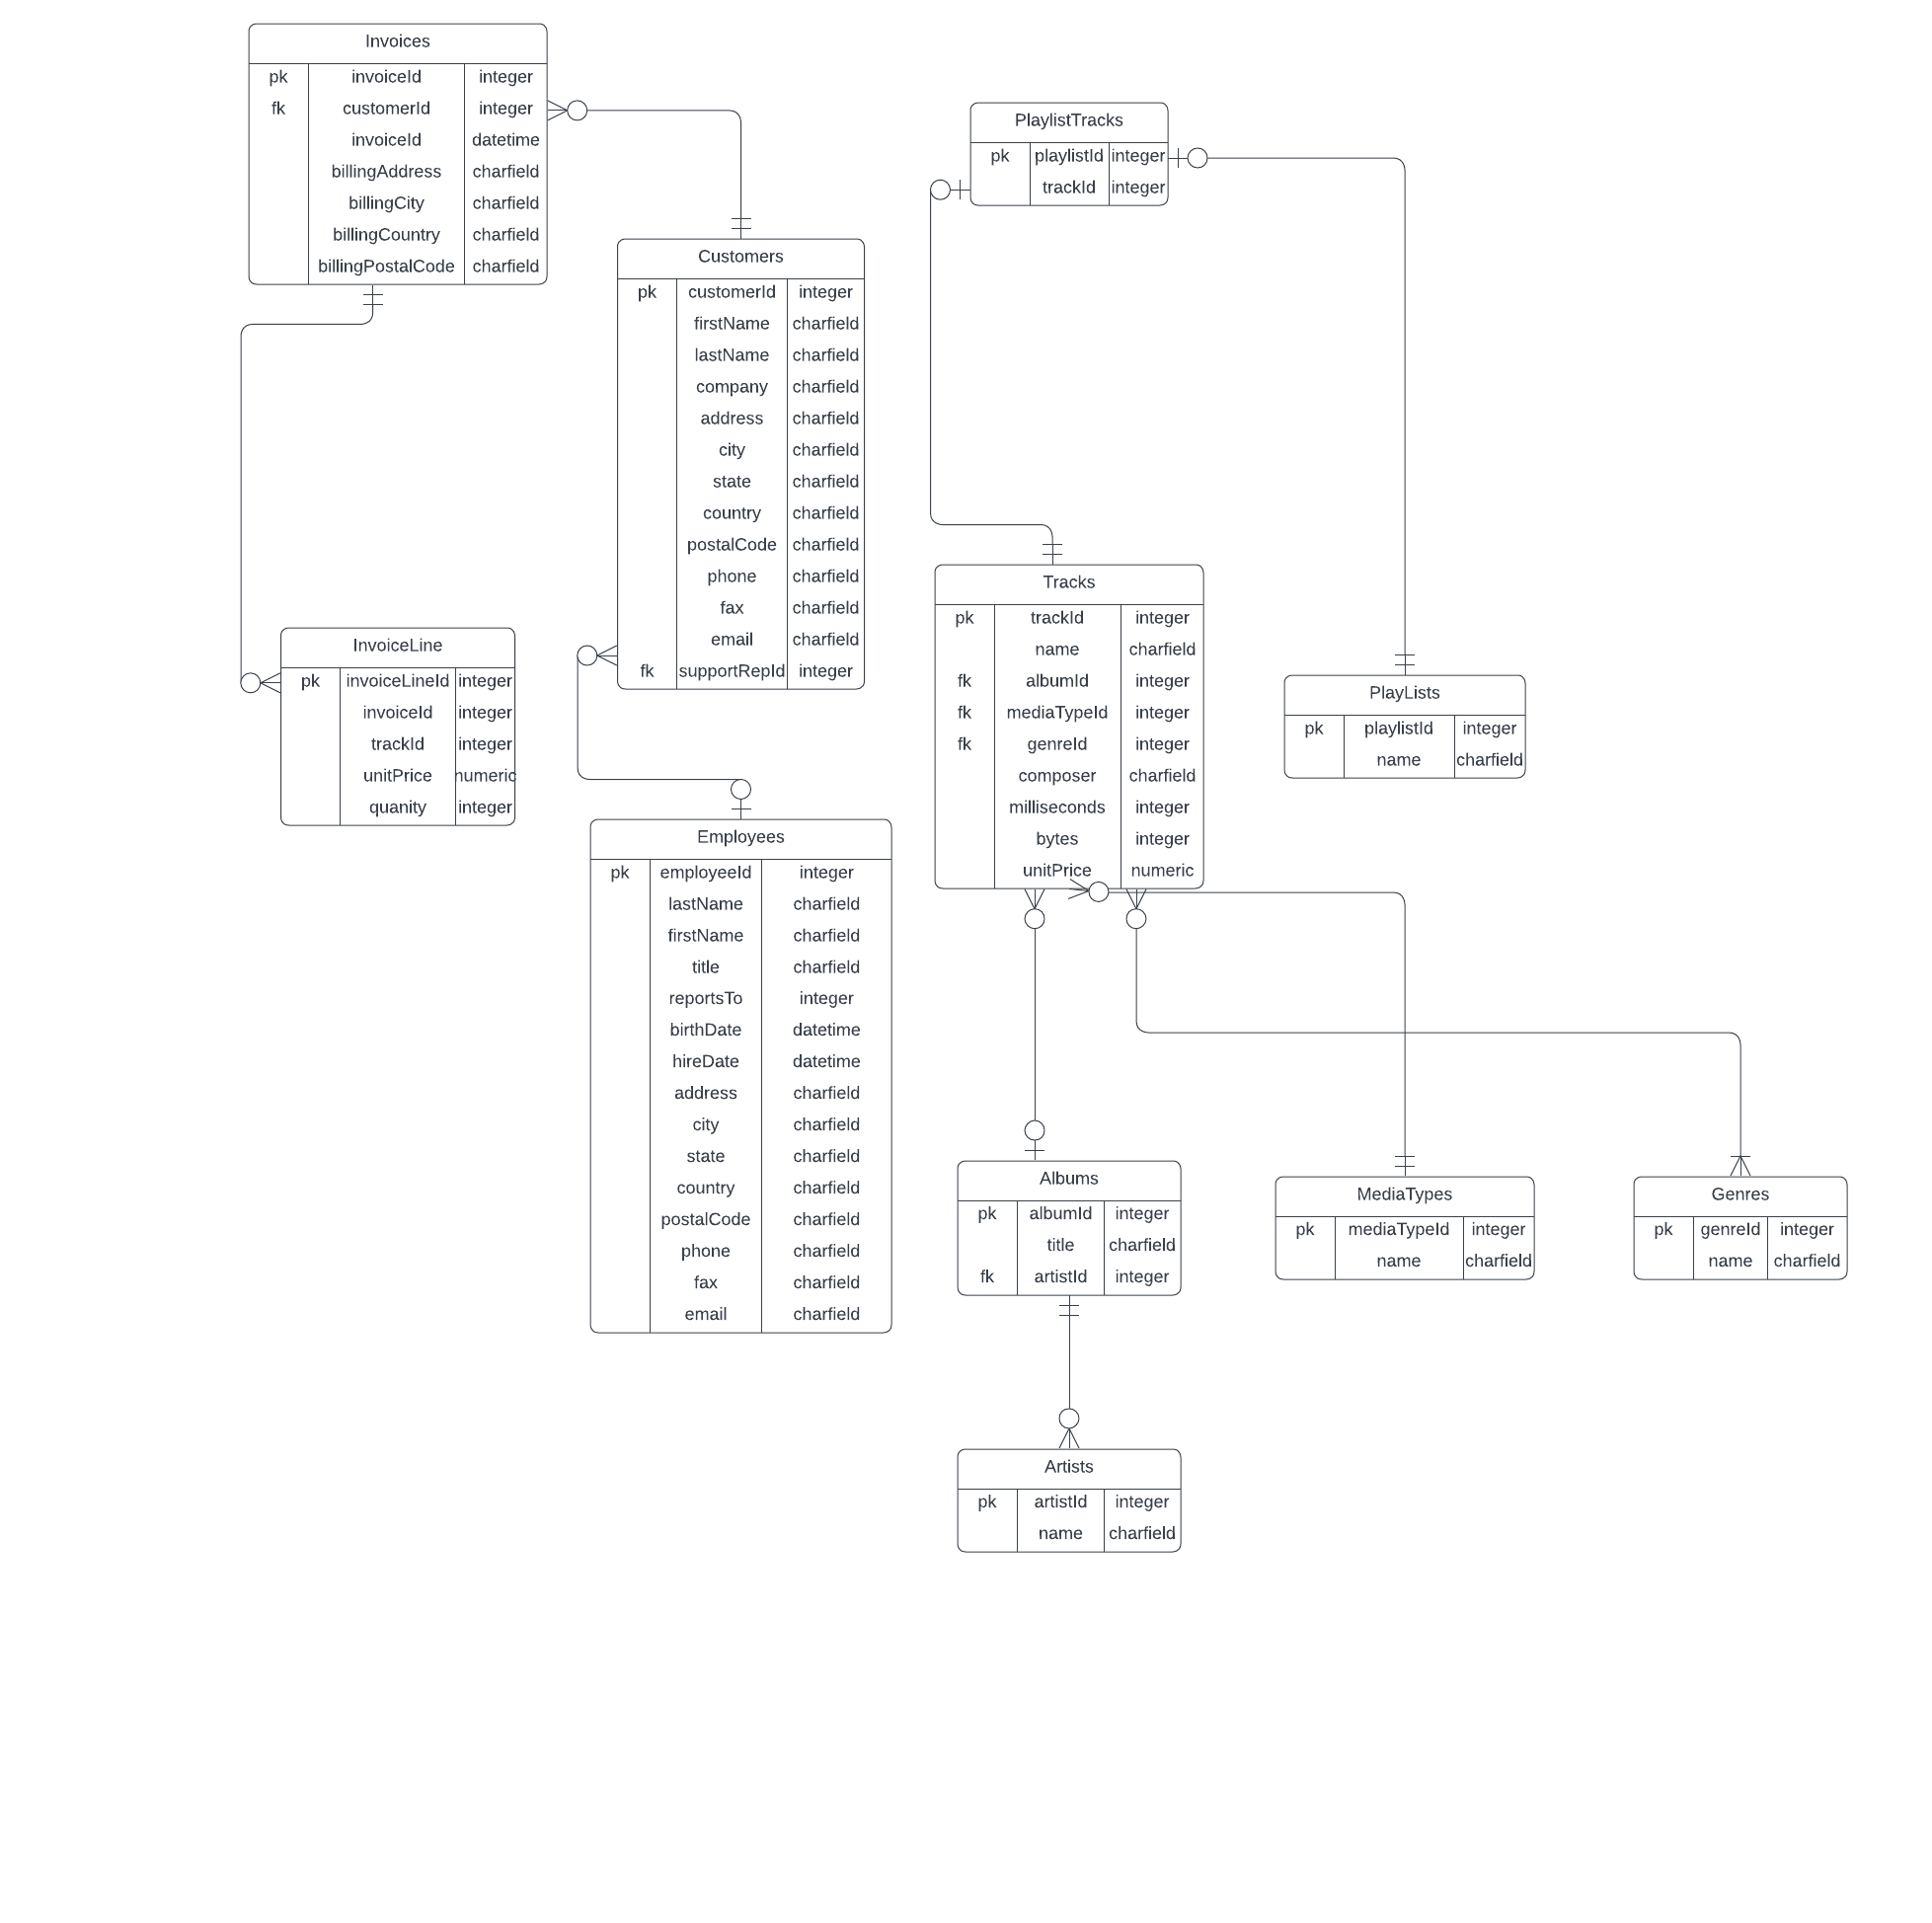 Invoices
pk invoiceId integer
fk customerId integer
invoiceId datetime
billingAddress charfield
billingCity charfield
billingCountry charfield
billingPostalCode charfield
PlaylistTracks
pk playlistId integer
trackId integer
Customers
pk customerId integer
firstName charfield
lastName charfield
company charfield
address charfield
city charfield
state charfield
country charfield
postalCode charfield
phone charfield
fax charfield
email charfield
fk supportRepId integer
Tracks
pk trackId integer
name charfield
fk albumId integer
fk mediaTypeId integer
fk genreId integer
composer charfield
milliseconds integer
bytes integer
unitPrice numeric
InvoiceLine
pk invoiceLineId integer
invoiceId integer
trackId integer
unitPrice numeric
quanity integer
PlayLists
pk playlistId integer
name charfield
Employees
pk employeeId integer
lastName charfield
firstName charfield
title charfield
reportsTo integer
birthDate datetime
hireDate datetime
address charfield
city charfield
state charfield
country charfield
postalCode charfield
phone charfield
fax charfield
email charfield
Albums
pk albumId integer
title charfield
fk artistId integer
MediaTypes
pk mediaTypeId integer
name charfield
Genres
pk genreId integer
name charfield
Artists
pk artistId integer
name charfield